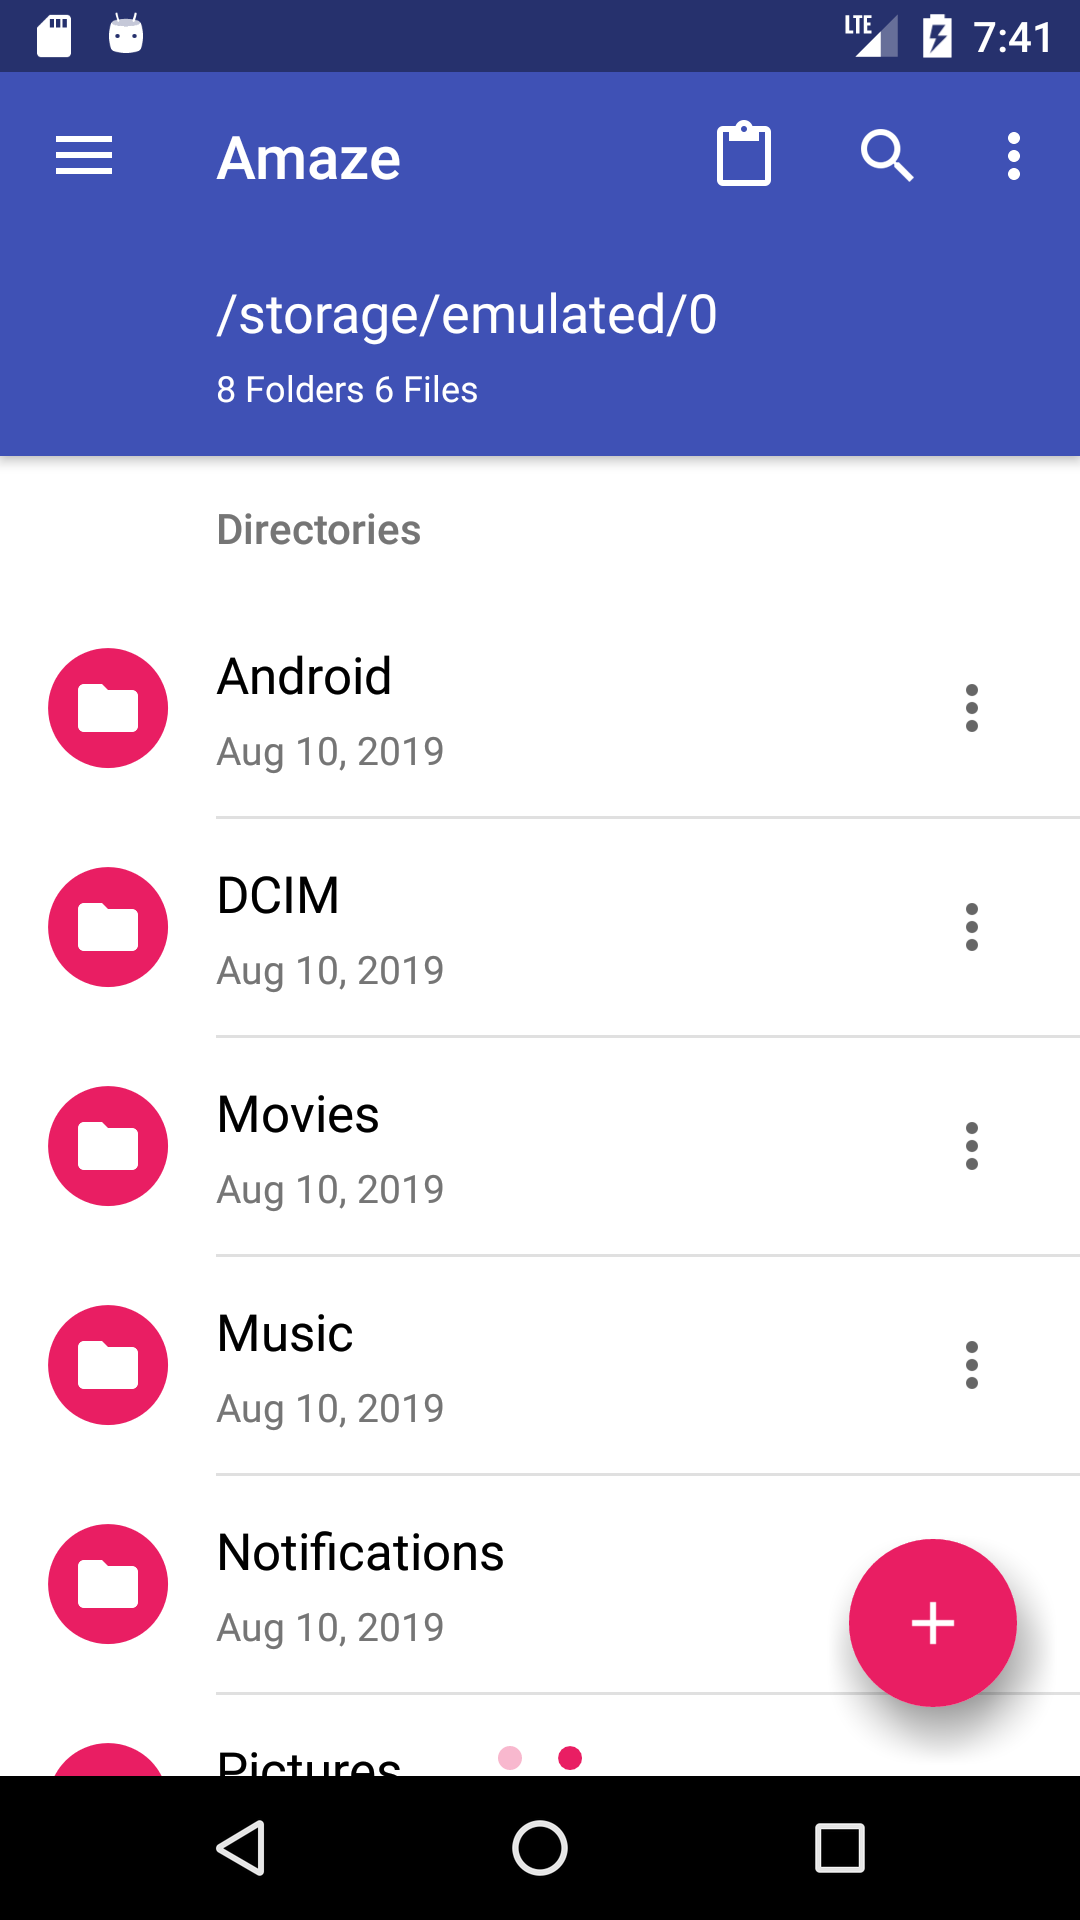 LTE 7:41
Amaze
/storage/emulated/0
8 Folders 6 Files
Directories
Android
Aug 10, 2019
DCIM
Aug 10, 2019
Movies
Aug 10, 2019
Music
Aug 10, 2019
Notifications
Aug 10, 2019
Pictures